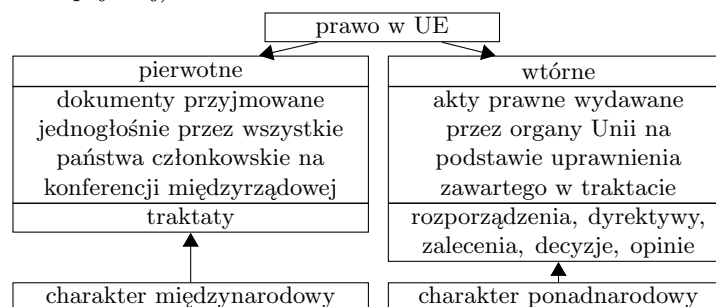 prawo w UE
pierwotne
dokumenty przyjmowane
jednogłośnie przez wszystkie
państwa członkowskie na
konferencji międzyrządowej
traktaty
charakter międzynarodowy
wtórne
akty prawne wydawane
przez organy Unii na
podstawie uprawnienia
zawartego w traktacie
rozporządzenia, dyrektywy,
zalecenia, decyzje, opinie
charakter ponadnarodowy